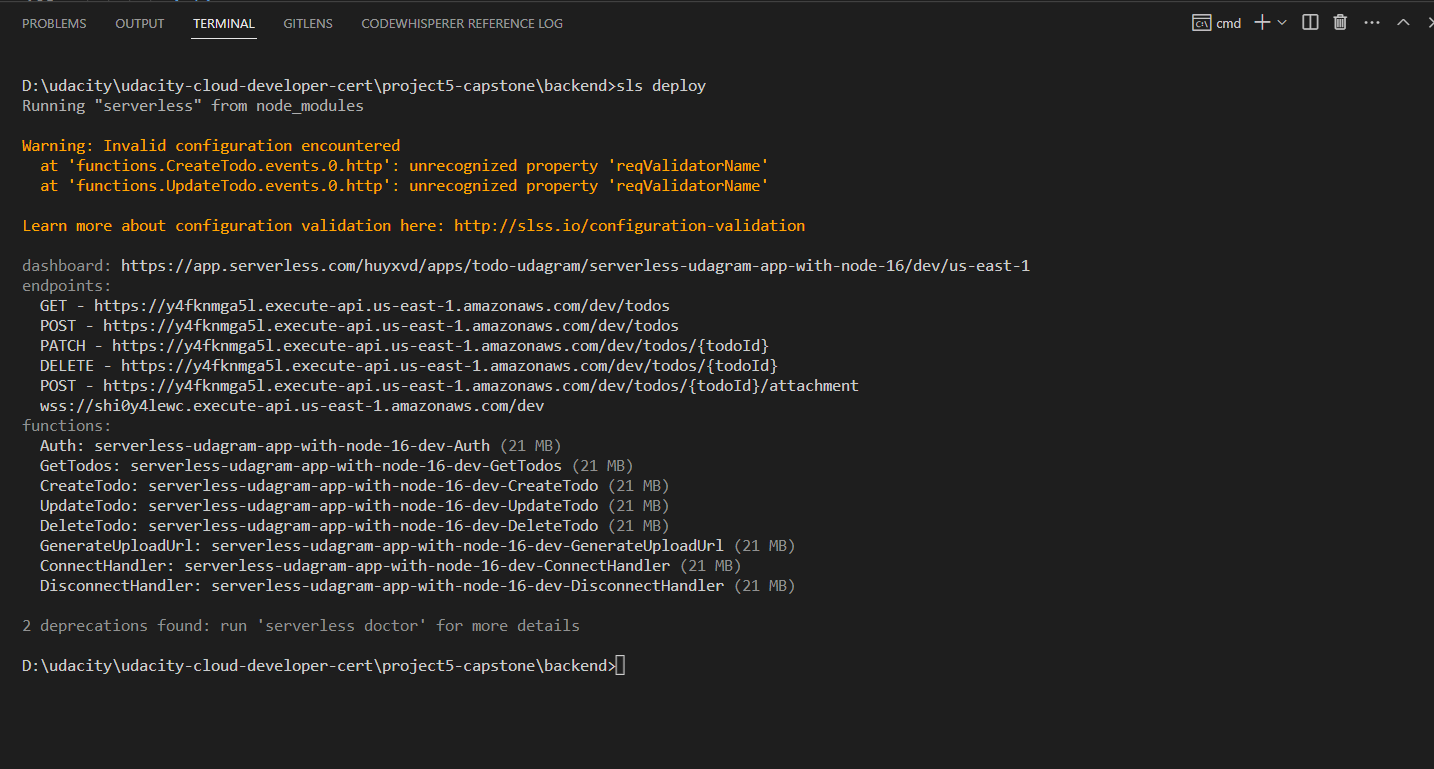 PROBLEMS OUTPUT TERMINAL GITLENS CODEWHISPERER REFERENCE LOG cmd
D:\udacity\udacity-cloud-developer-cert\project5-capstone\backend>sls deploy
Running "serverless" from node_modules
Warning: Invalid configuration encountered
at 'functions.CreateTodo.events.0.http': unrecognized property 'reqValidatorName'
at 'functions.UpdateTodo.events.0.http': unrecognized property 'reqValidatorName'
Learn more about configuration validation here: http://slss.io/configuration-validation
dashboard: https://app.serverless.com/huyxvd/apps/todo-udagram/serverless-udagram-app-with-node-16/dev/us-east-1
endpoints:
GET - https://y4fknmga5l.execute-api.us-east-1.amazonaws.com/dev/todos
POST - https://y4fknmga5l.execute-api.us-east-1.amazonaws.com/dev/todos
PATCH - https://y4fknmga5l.execute-api.us-east-1.amazonaws.com/dev/todos/{todoId}
DELETE - https://y4fknmga5l.execute-api.us-east-1.amazonaws.com/dev/todos/{todoId}
POST - https://y4fknmga5l.execute-api.us-east-1.amazonaws.com/dev/todos/{todoId}/attachment
wss://shi0y4lewc.execute-api.us-east-1.amazonaws.com/dev
functions:
Auth: serverless-udagram-app-with-node-16-dev-Auth (21 MB)
GetTodos: serverless-udagram-app-with-node-16-dev-GetTodos (21 MB)
CreateTodo: serverless-udagram-app-with-node-16-dev-CreateTodo (21 MB)
UpdateTodo: serverless-udagram-app-with-node-16-dev-UpdateTodo (21 MB)
DeleteTodo: serverless-udagram-app-with-node-16-dev-DeleteTodo (21 MB)
GenerateUploadUrl: serverless-udagram-app-with-node-16-dev-GenerateUploadUrl (21 MB)
ConnectHandler: serverless-udagram-app-with-node-16-dev-ConnectHandler (21 MB)
DisconnectHandler: serverless-udagram-app-with-node-16-dev-DisconnectHandler (21 MB)
2 deprecations found: run 'serverless doctor' for more details
D:\udacity\udacity-cloud-developer-cert\project5-capstone\backend>